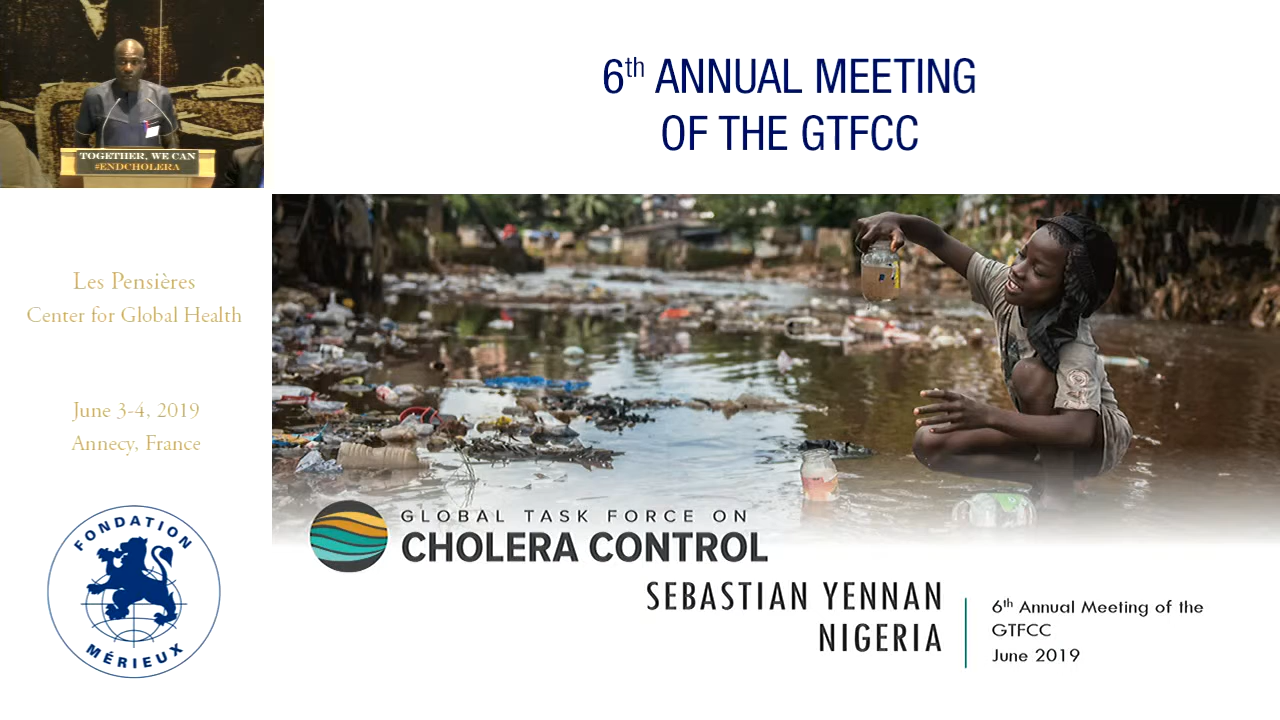 6th ANNUAL MEETING
OF THE GTFCC
TOGETHER, WE CAN
#ENDCHOLERA
Les Pensières
Center for Global Health
June 3-4, 2019
Annecy, France
FONDATION
MÉRIEUX
GLOBAL TASK FORCE ON
CHOLERA CONTROL
SEBASTIAN YENNAN
NIGERIA
6th Annual Meeting of the
GTFCC
June 2019